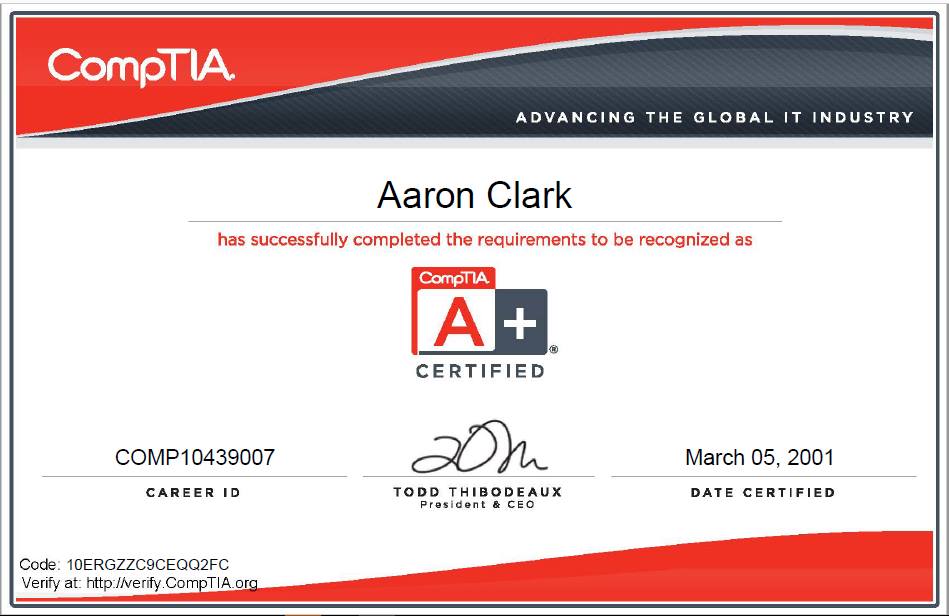 CompTIA.
ADVANCING THE GLOBAL IT INDUSTRY
Aaron Clark
has successfully completed the requirements to be recognized as
CompTIA.
A+
®
CERTIFIED
COMP10439007
March 05, 2001
CAREER ID
TODD THIBODEAUX
President & CEO
DATE CERTIFIED
Code: 10ERGZZC9CEQQ2FC
Verify at: http://verify.CompTIA.org